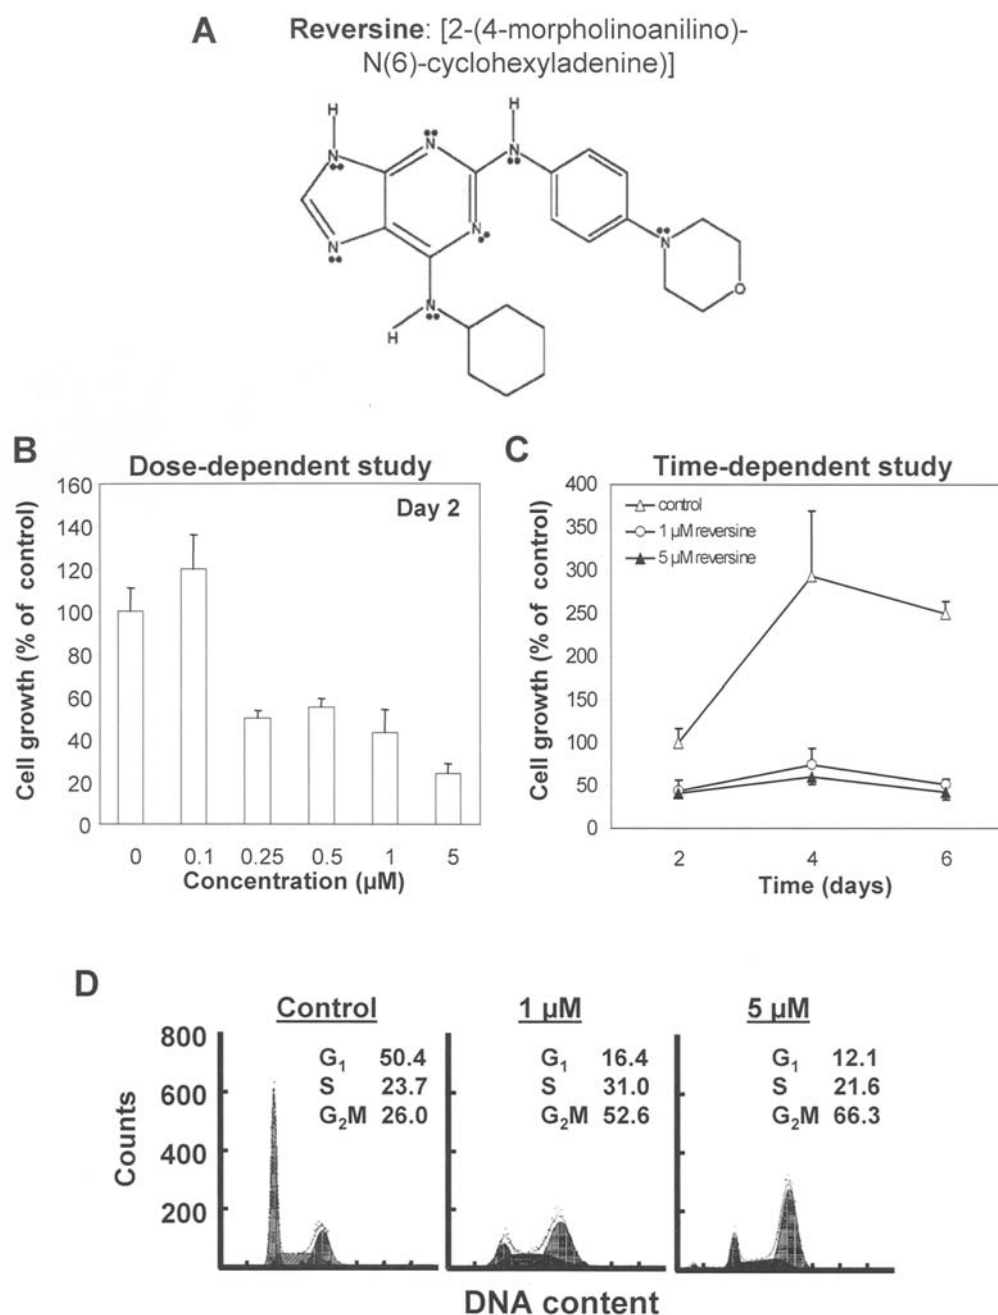 A
Reversine: [2-(4-morpholinoanilino)-
N(6)-cyclohexyladenine)]
H
H
N
N
N
N
N
N
O
N
H
B
Dose-dependent study
Day 2
Cell growth (% of control)
160
140
120
100
80
60
40
20
0
0 0.1 0.25 0.5 1 5
Concentration (µM)
C
Time-dependent study
control
1 µM reversine
5 µM reversine
Cell growth (% of control)
400
350
300
250
200
150
100
50
0
2 4 6
Time (days)
D
Control
G₁ 50.4
S 23.7
G₂M 26.0
1 µM
G₁ 16.4
S 31.0
G₂M 52.6
5 µM
G₁ 12.1
S 21.6
G₂M 66.3
Counts
800
600
400
200
DNA content